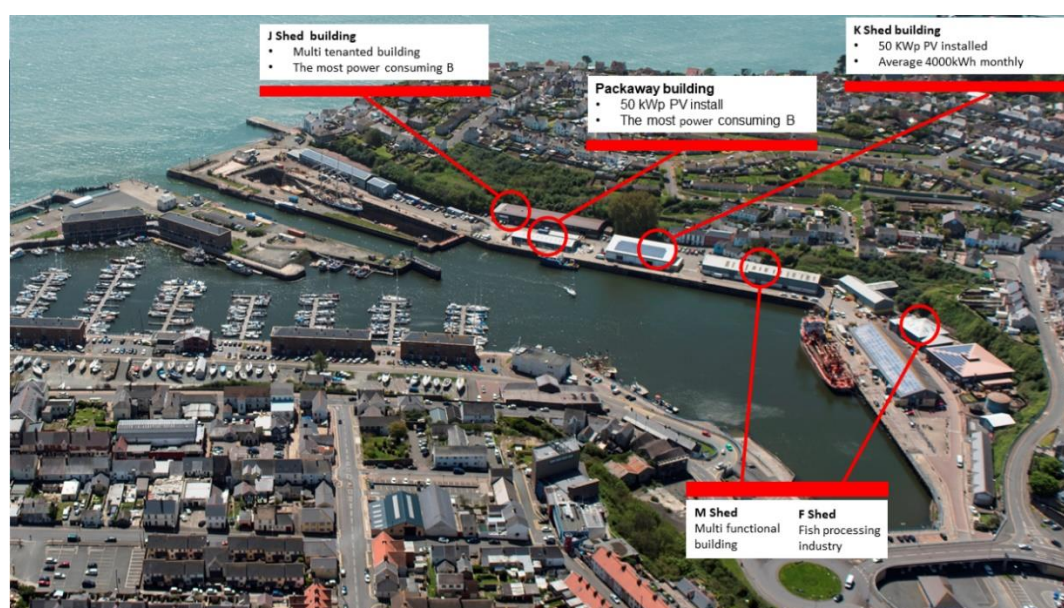 J Shed building
• Multi tenanted building
• The most power consuming B
Packaway building
• 50 kWp PV install
• The most power consuming B
K Shed building
• 50 KWp PV installed
• Average 4000kWh monthly
M Shed
Multi functional
building
F Shed
Fish processing
industry